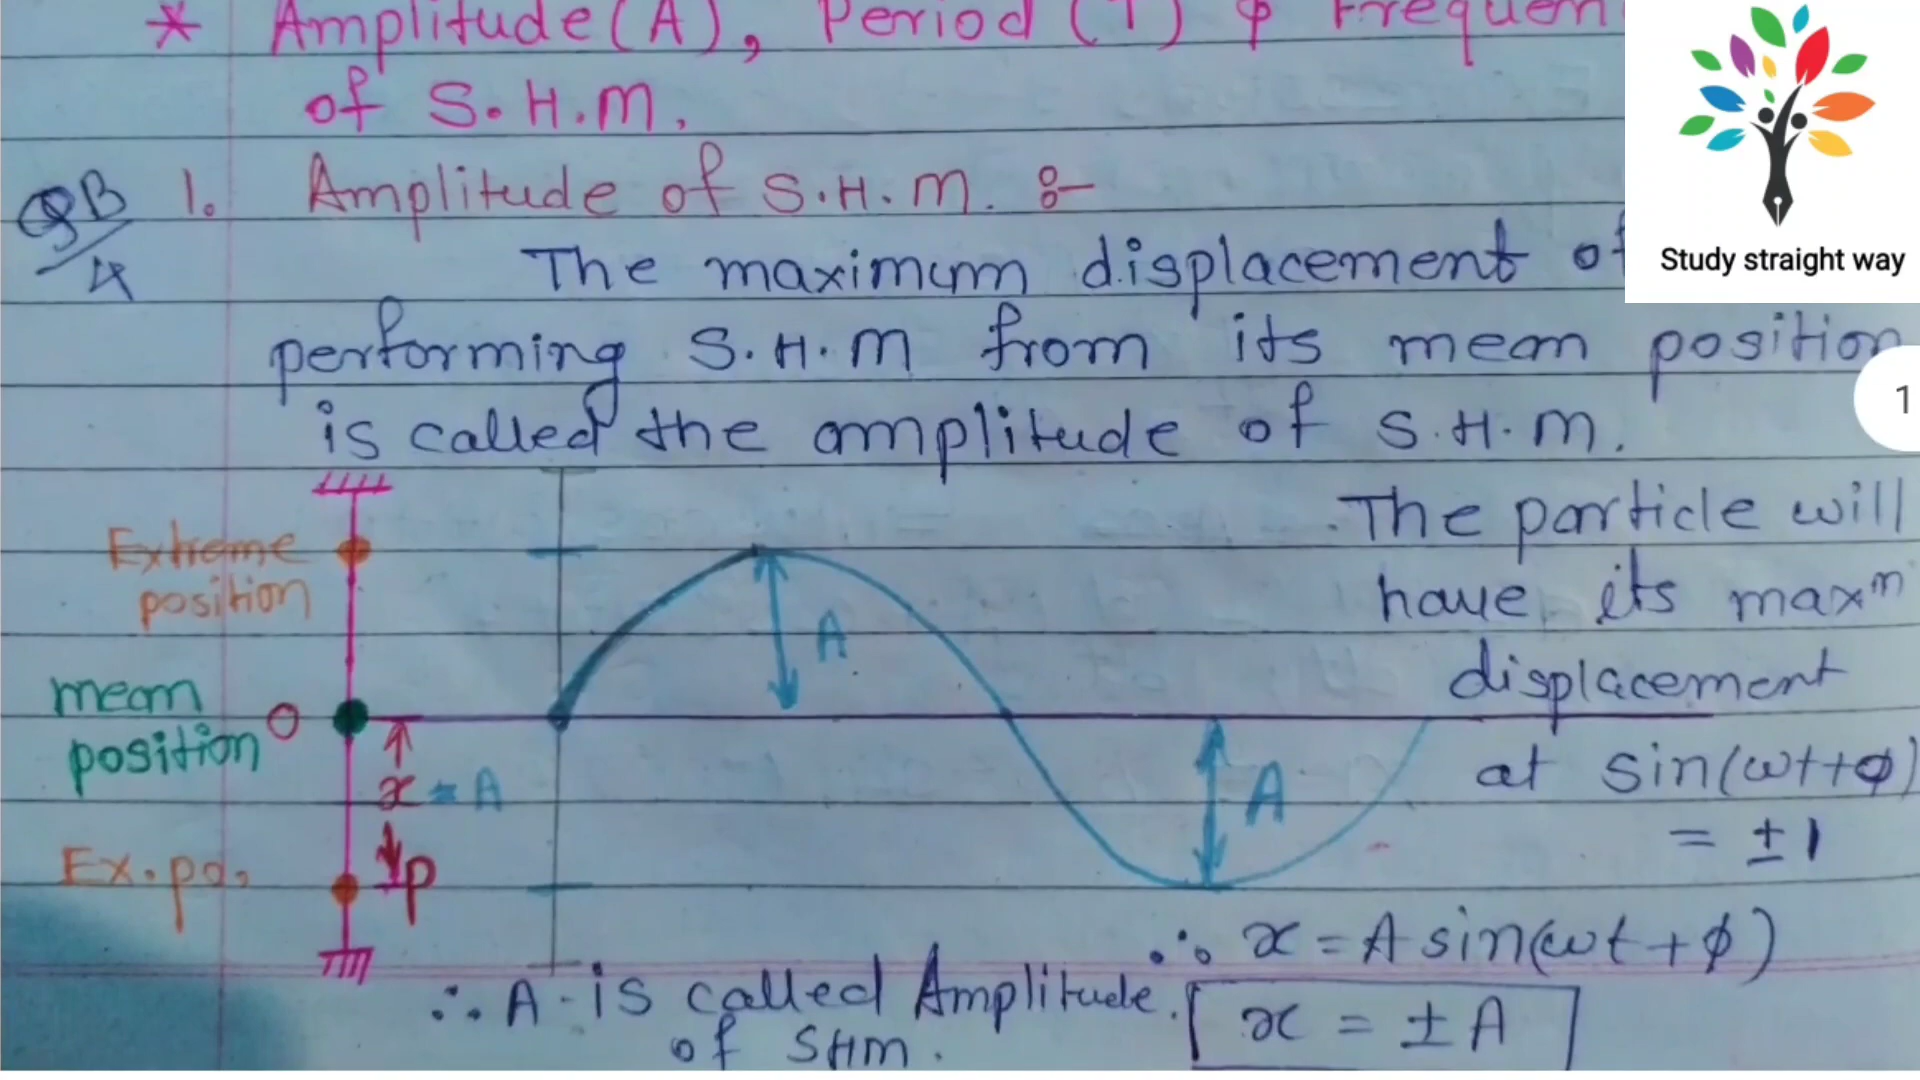 * Amplitude (A), Period (T) & Frequen
of S.H.M.
QB/4 1. Amplitude of S.H.M. :-
The maximum displacement of
performing S.H.M from its mean position
is called the amplitude of S.H.M.
Extreme
position
mean
position
O
x = A
Ex.po.
P
A
A
The particle will
have its maxm
displacement
at sin(ωt+ϕ)
= ±1
∴ x = A sin(ωt + ϕ)
x = ±A
∴ A - is called Amplitude.
of SHM.
Study straight way
1